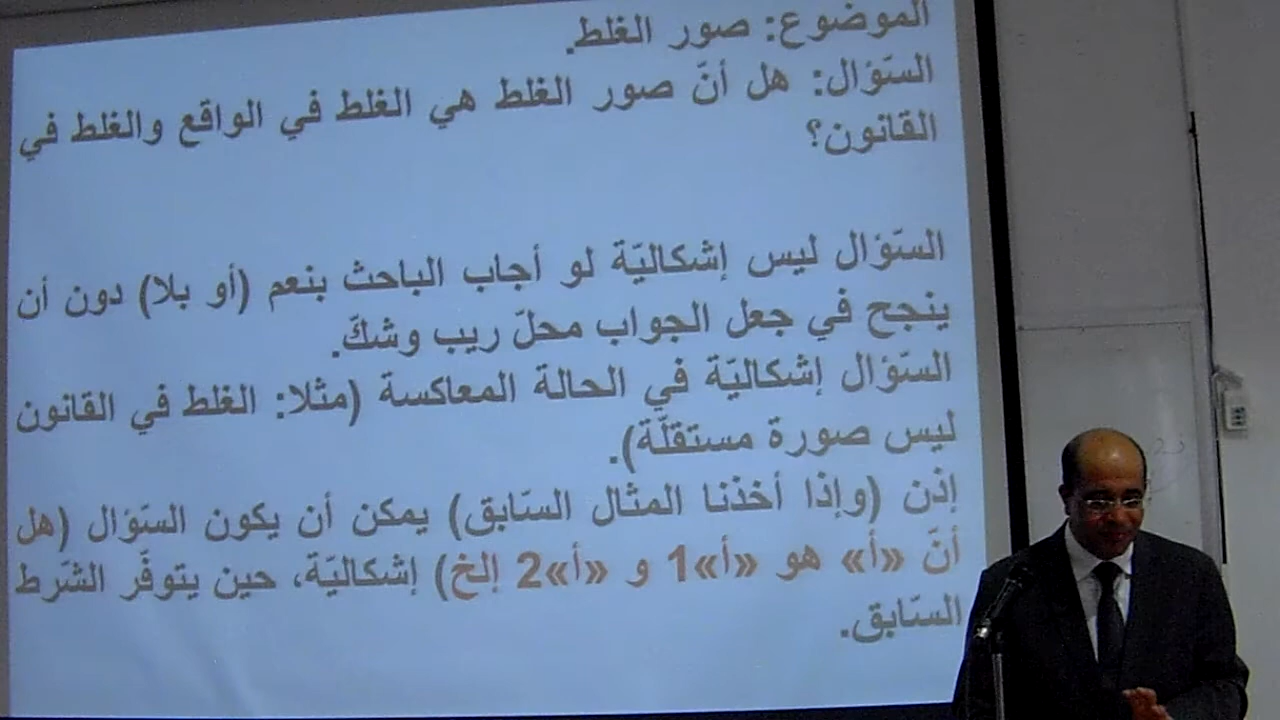 الموضوع: صور الغلط.
السّؤال: هل أنّ صور الغلط هي الغلط في الواقع والغلط في
القانون؟
السّؤال ليس إشكاليّة لو أجاب الباحث بنعم (أو بلا) دون أن
ينجح في جعل الجواب محلّ ريب وشكّ.
السّؤال إشكاليّة في الحالة المعاكسة (مثلا: الغلط في القانون
ليس صورة مستقلّة).
إذن (وإذا أخذنا المثال السّابق) يمكن أن يكون السّؤال (هل
أنّ «أ» هو «أ»1 و «أ»2 إلخ) إشكاليّة، حين يتوفّر الشّرط
السّابق.